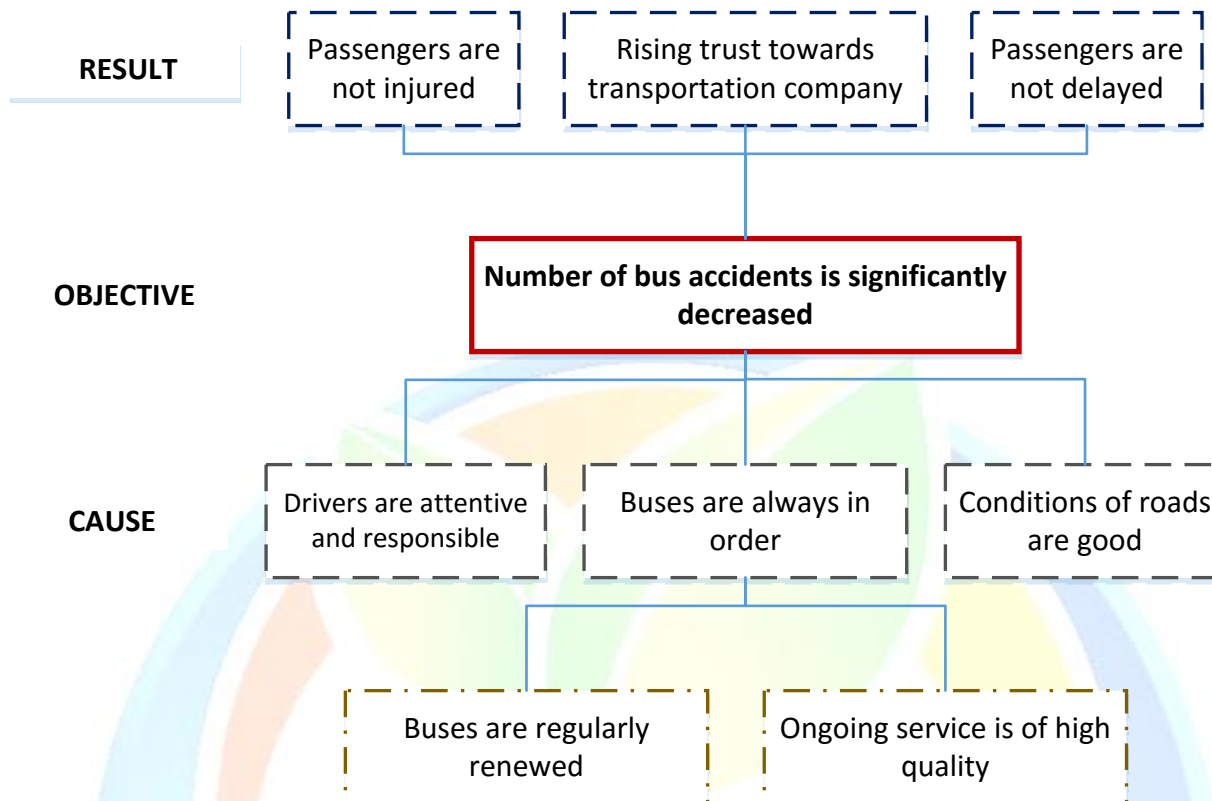 RESULT
Passengers are
not injured
Rising trust towards
transportation company
Passengers are
not delayed
OBJECTIVE
Number of bus accidents is significantly
decreased
CAUSE
Drivers are attentive
and responsible
Buses are always in
order
Conditions of roads
are good
Buses are regularly
renewed
Ongoing service is of high
quality